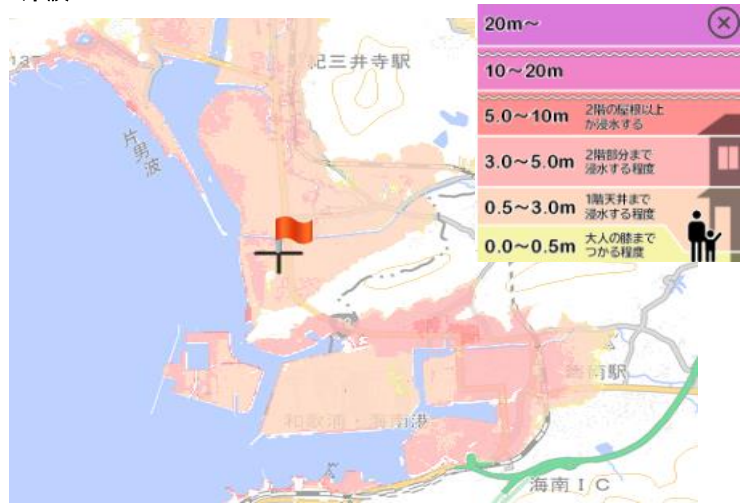 紀三井寺駅
片男波
和歌浦・海南港
海南駅
海南IC
20m～
10～20m
5.0～10m 2階の屋根以上
が浸水する
3.0～5.0m 2階部分まで
浸水する程度
0.5～3.0m 1階天井まで
浸水する程度
0.0～0.5m 大人の膝まで
つかる程度